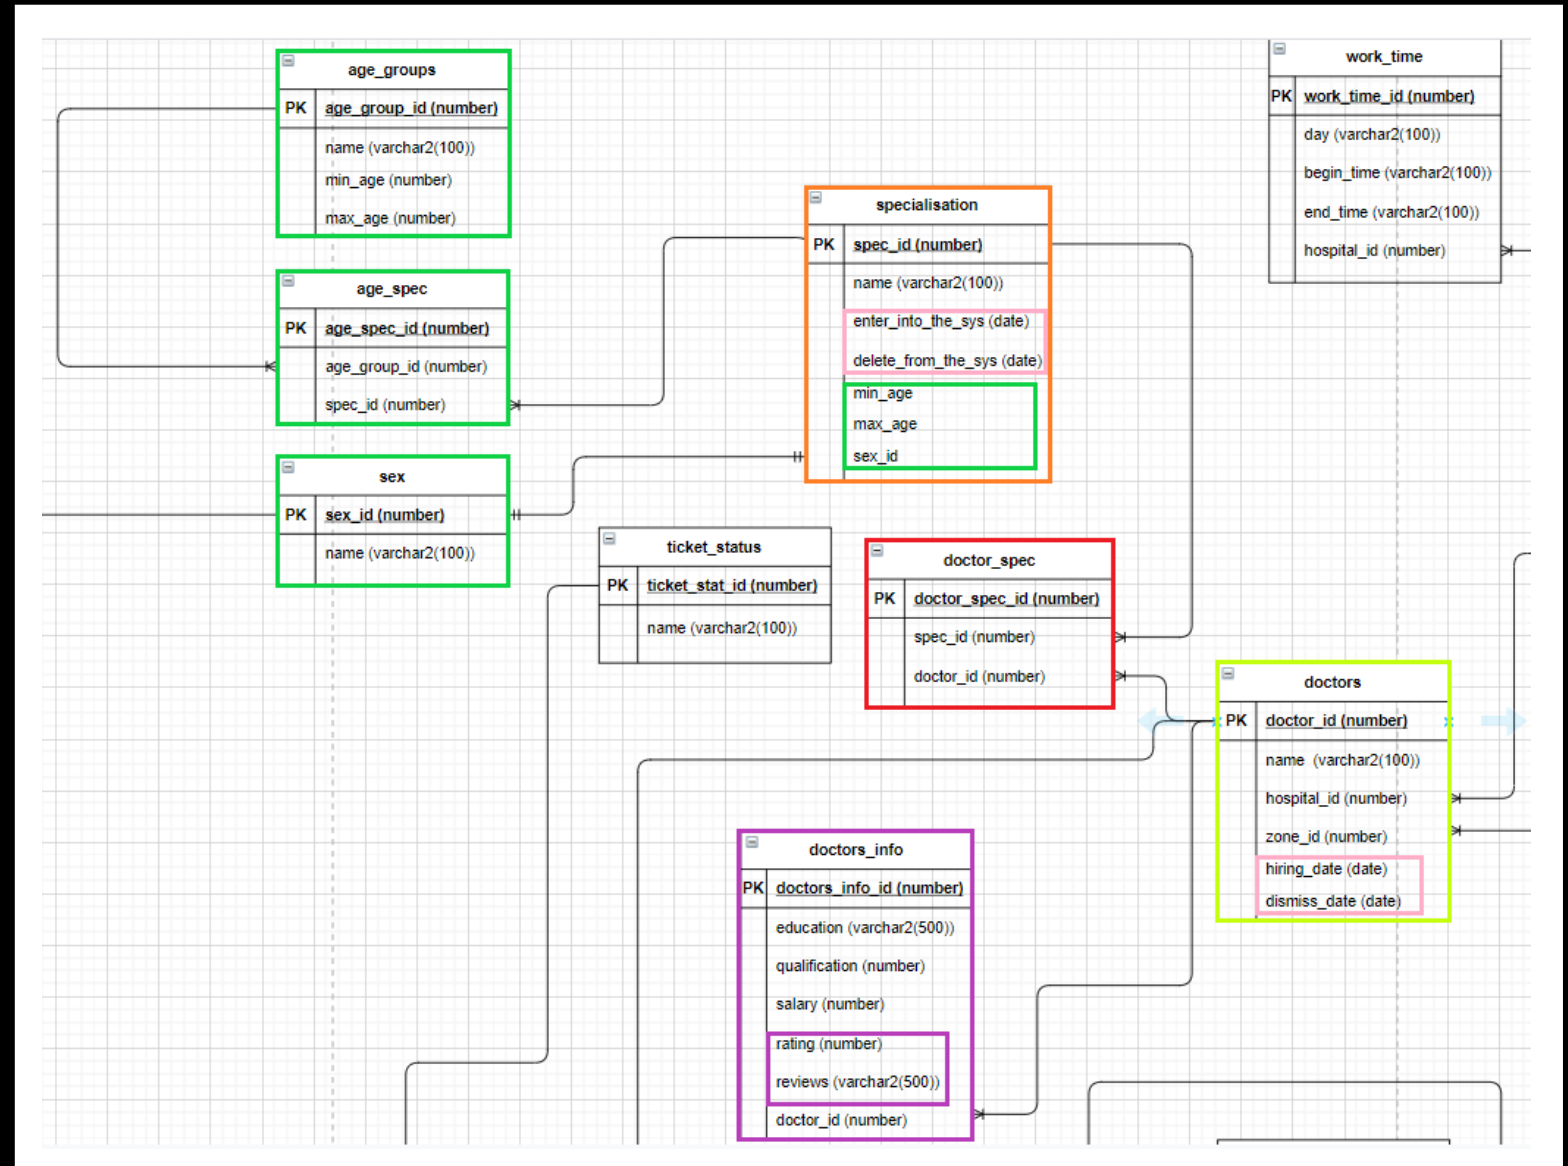 age_groups
PK age_group_id (number)
name (varchar2(100))
min_age (number)
max_age (number)
age_spec
PK age_spec_id (number)
age_group_id (number)
spec_id (number)
sex
PK sex_id (number)
name (varchar2(100))
specialisation
PK spec_id (number)
name (varchar2(100))
enter_into_the_sys (date)
delete_from_the_sys (date)
min_age
max_age
sex_id
work_time
PK work_time_id (number)
day (varchar2(100))
begin_time (varchar2(100))
end_time (varchar2(100))
hospital_id (number)
ticket_status
PK ticket_stat_id (number)
name (varchar2(100))
doctor_spec
PK doctor_spec_id (number)
spec_id (number)
doctor_id (number)
doctors
PK doctor_id (number)
name (varchar2(100))
hospital_id (number)
zone_id (number)
hiring_date (date)
dismiss_date (date)
doctors_info
PK doctors_info_id (number)
education (varchar2(500))
qualification (number)
salary (number)
rating (number)
reviews (varchar2(500))
doctor_id (number)